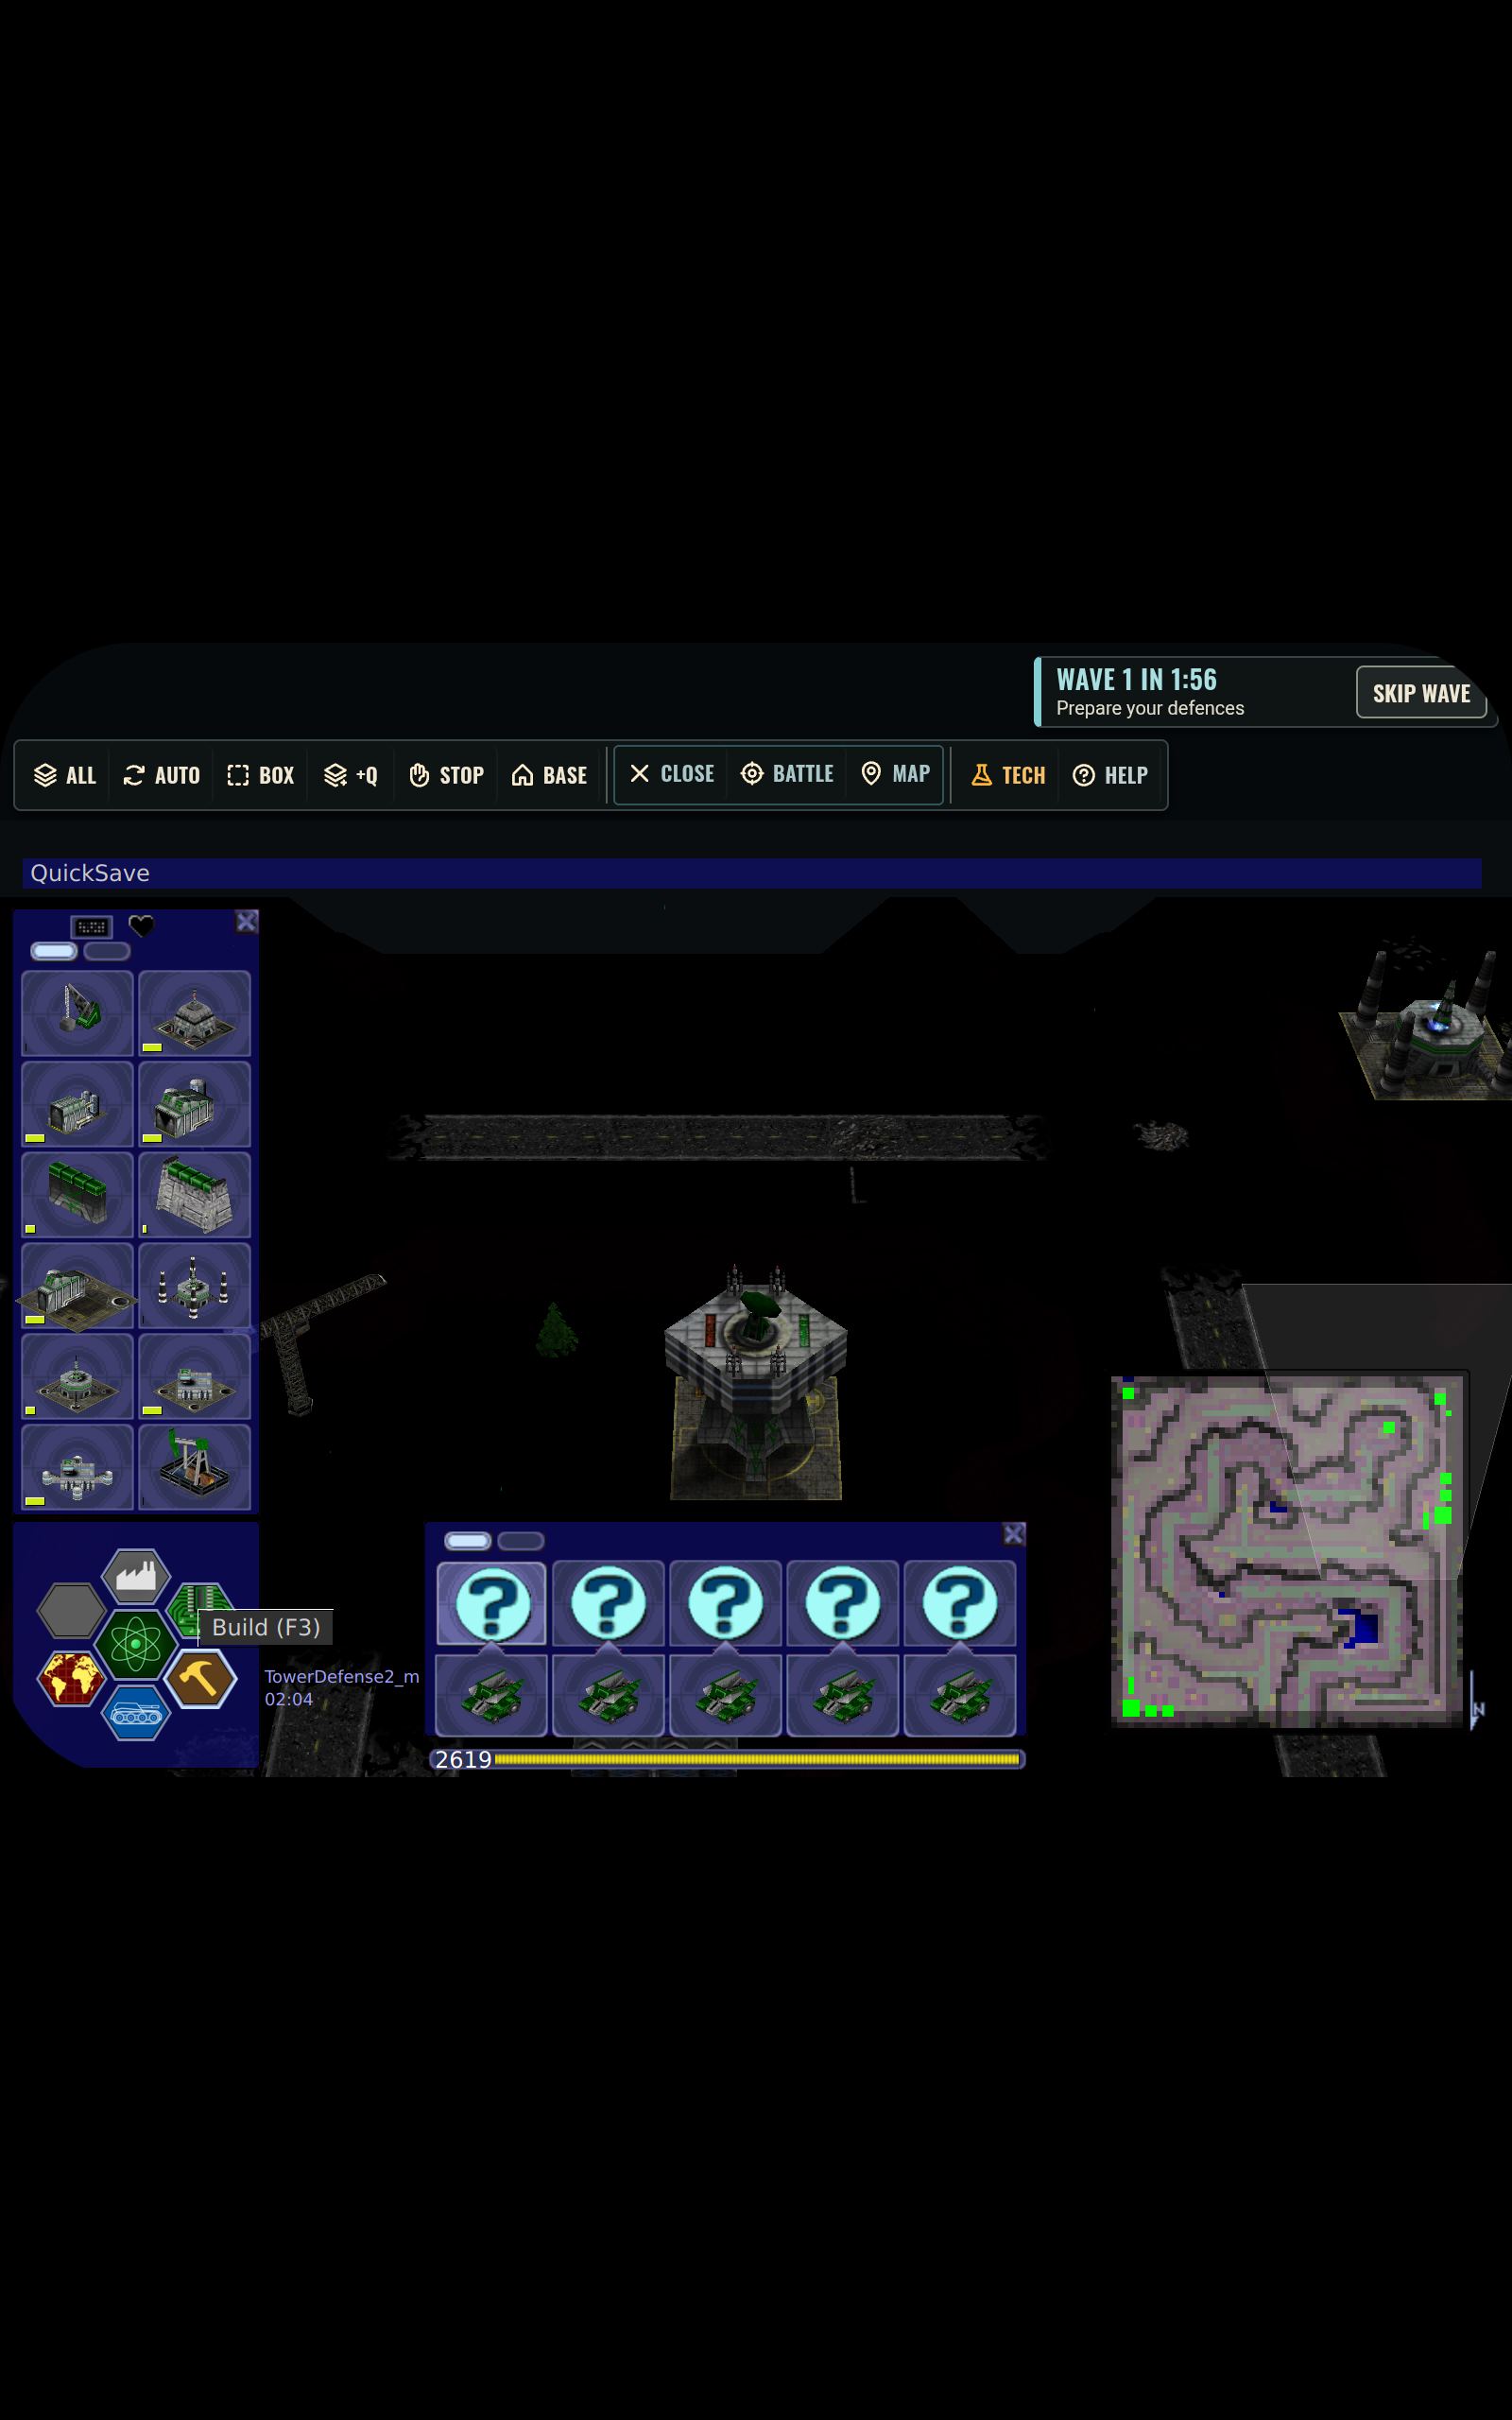 WAVE 1 IN 1:56
Prepare your defences
SKIP WAVE
ALL AUTO BOX +Q STOP BASE CLOSE BATTLE MAP TECH HELP
QuickSave
Build (F3)
TowerDefense2_m
02:04
2619
N